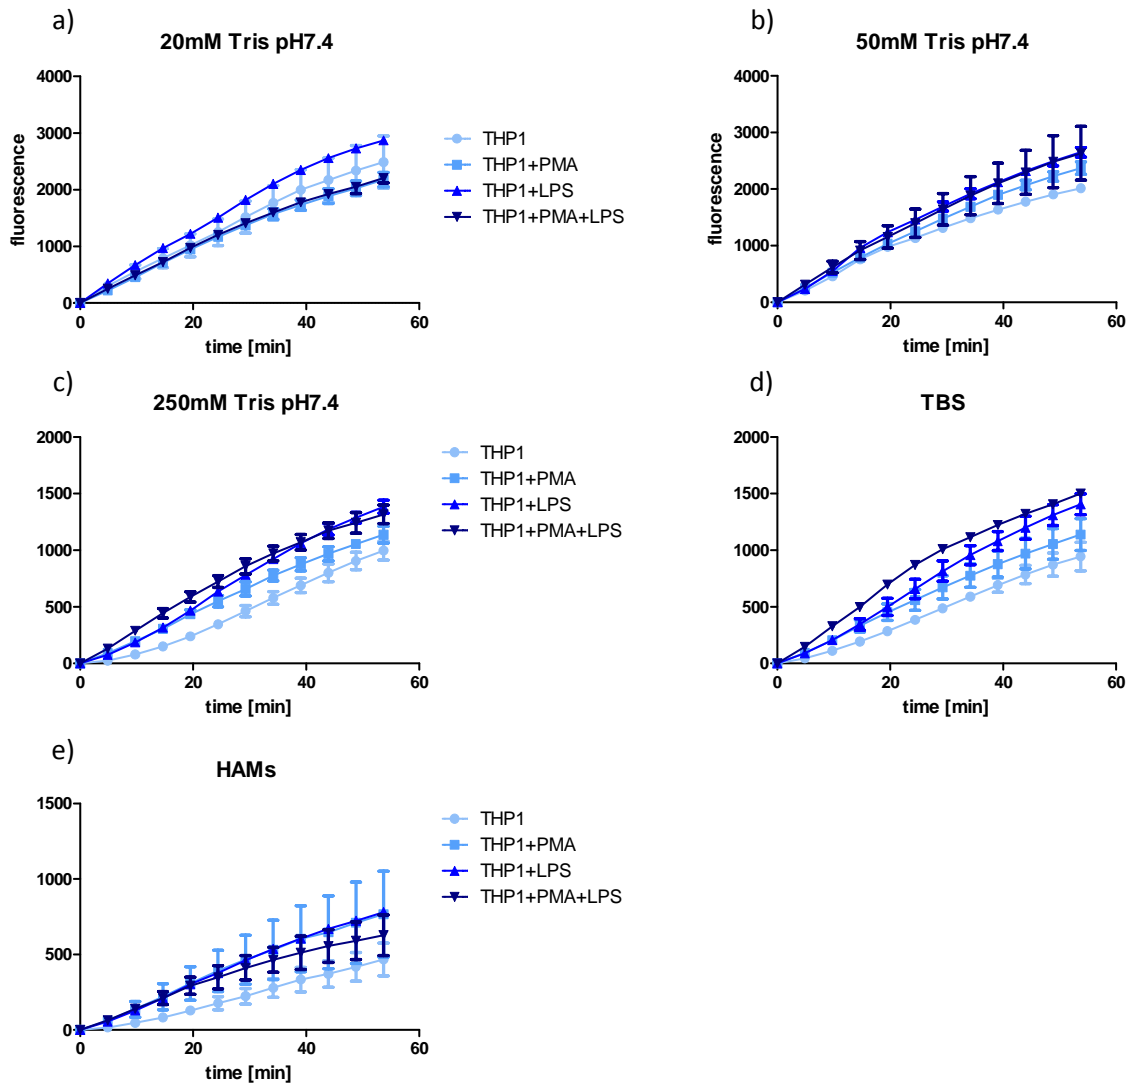 a)
20mM Tris pH7.4
4000
3000
2000
1000
0
fluorescence
0 20 40 60
time [min]
THP1
THP1+PMA
THP1+LPS
THP1+PMA+LPS
b)
50mM Tris pH7.4
4000
3000
2000
1000
0
fluorescence
0 20 40 60
time [min]
c)
250mM Tris pH7.4
2000
1500
1000
500
0
0 20 40 60
time [min]
THP1
THP1+PMA
THP1+LPS
THP1+PMA+LPS
d)
TBS
2000
1500
1000
500
0
0 20 40 60
time [min]
e)
HAMs
1500
1000
500
0
0 20 40 60
time [min]
THP1
THP1+PMA
THP1+LPS
THP1+PMA+LPS